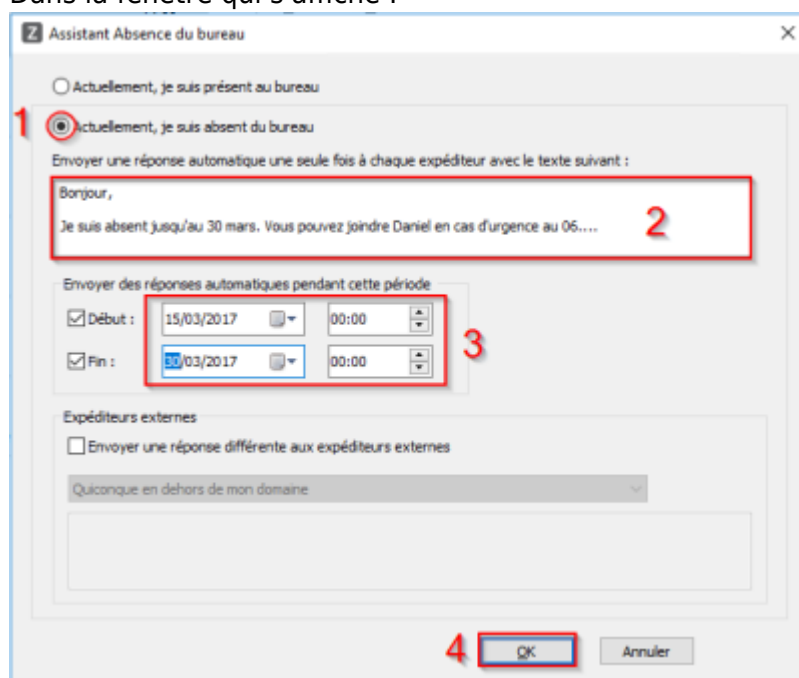 Dans la fenêtre qui s'affiche :
Z Assistant Absence du bureau
Actuellement, je suis présent au bureau
1 Actuellement, je suis absent du bureau
Envoyer une réponse automatique une seule fois à chaque expéditeur avec le texte suivant :
Bonjour,
Je suis absent jusqu'au 30 mars. Vous pouvez joindre Daniel en cas d'urgence au 06....
2
Envoyer des réponses automatiques pendant cette période
Début : 15/03/2017 00:00
3
Fin : 30/03/2017 00:00
Expéditeurs externes
Envoyer une réponse différente aux expéditeurs externes
Quiconque en dehors de mon domaine
4 OK Annuler